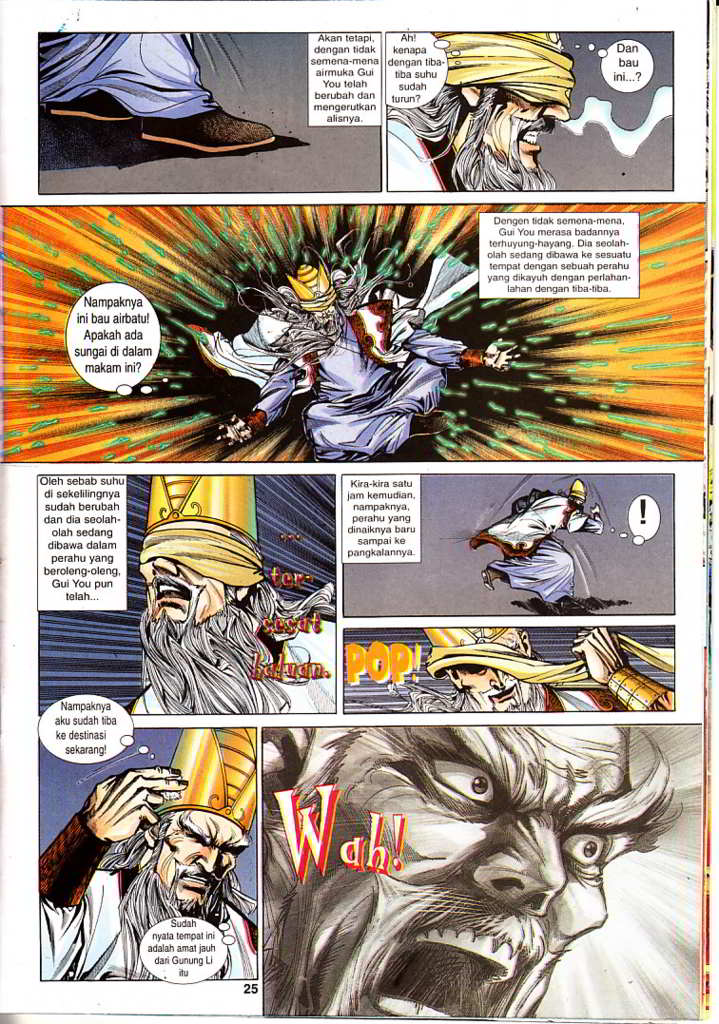 Akan tetapi,
dengan tidak
semena-mena
airmuka Gui
You telah
berubah dan
mengerutkan
alisnya.
Ah!
kenapa
dengan tiba-
tiba suhu
sudah
turun?
Dan
bau
ini...?
Dengen tidak semena-mena,
Gui You merasa badannya
terhuyung-hayang. Dia seolah-
olah sedang dibawa ke sesuatu
tempat dengan sebuah perahu
yang dikayuh dengan perlahan-
lahan dengan tiba-tiba.
Nampaknya
ini bau airbatu!
Apakah ada
sungai di dalam
makam ini?
Oleh sebab suhu
di sekelilingnya
sudah berubah
dan dia seolah-
olah sedang
dibawa dalam
perahu yang
beroleng-oleng,
Gui You pun
telah...
...
ter-
sesat
haluan.
Kira-kira satu
jam kemudian,
nampaknya,
perahu yang
dinaiknya baru
sampai ke
pangkalannya.
!
POP!
Nampaknya
aku sudah tiba
ke destinasi
sekarang!
Sudah
nyata tempat ini
adalah amat jauh
dari Gunung Li
itu
Wah!
25